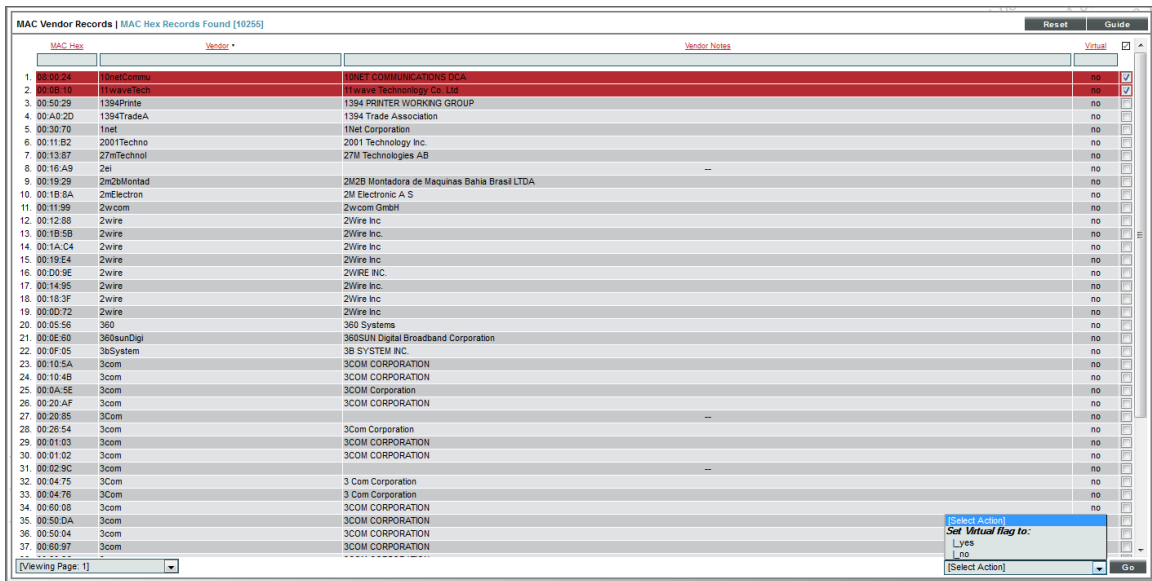 MAC Vendor Records | MAC Hex Records Found [10255] Reset Guide
MAC Hex Vendor Vendor Notes Virtual
1. 08:00:24 10netCommu 10NET COMMUNICATIONS DCA no
2. 00:0B:10 11waveTech 11wave Technonlogy Co. Ltd no
3. 00:50:29 1394Printe 1394 PRINTER WORKING GROUP no
4. 00:A0:2D 1394TradeA 1394 Trade Association no
5. 00:30:70 1net 1Net Corporation no
6. 00:11:B2 2001Techno 2001 Technology Inc. no
7. 00:13:87 27mTechnol 27M Technologies AB no
8. 00:16:A9 2ei -- no
9. 00:19:29 2m2bMontad 2M2B Montadora de Maquinas Bahia Brasil LTDA no
10. 00:1B:8A 2mElectron 2M Electronic A S no
11. 00:11:99 2wcom 2wcom GmbH no
12. 00:12:88 2wire 2Wire Inc no
13. 00:1B:5B 2wire 2Wire Inc. no
14. 00:1A:C4 2wire 2Wire Inc no
15. 00:19:E4 2wire 2Wire Inc no
16. 00:D0:9E 2wire 2WIRE INC. no
17. 00:14:95 2wire 2Wire Inc. no
18. 00:18:3F 2wire 2Wire Inc no
19. 00:0D:72 2wire 2Wire Inc no
20. 00:05:56 360 360 Systems no
21. 00:0E:60 360sunDigi 360SUN Digital Broadband Corporation no
22. 00:0F:05 3bSystem 3B SYSTEM INC. no
23. 00:10:5A 3com 3COM CORPORATION no
24. 00:10:4B 3com 3COM CORPORATION no
25. 00:0A:5E 3com 3COM Corporation no
26. 00:20:AF 3com 3COM CORPORATION no
27. 00:20:85 3Com -- no
28. 00:26:54 3com 3Com Corporation no
29. 00:01:03 3com 3COM CORPORATION no
30. 00:01:02 3com 3COM CORPORATION no
31. 00:02:9C 3com -- no
32. 00:04:75 3Com 3 Com Corporation no
33. 00:04:76 3Com 3 Com Corporation no
34. 00:60:08 3com 3COM CORPORATION no
35. 00:50:DA 3com 3COM CORPORATION [Select Action]
36. 00:50:04 3com 3COM CORPORATION Set Virtual flag to:
|_yes
37. 00:60:97 3com 3COM CORPORATION |_no
[Viewing Page: 1] [Select Action] Go